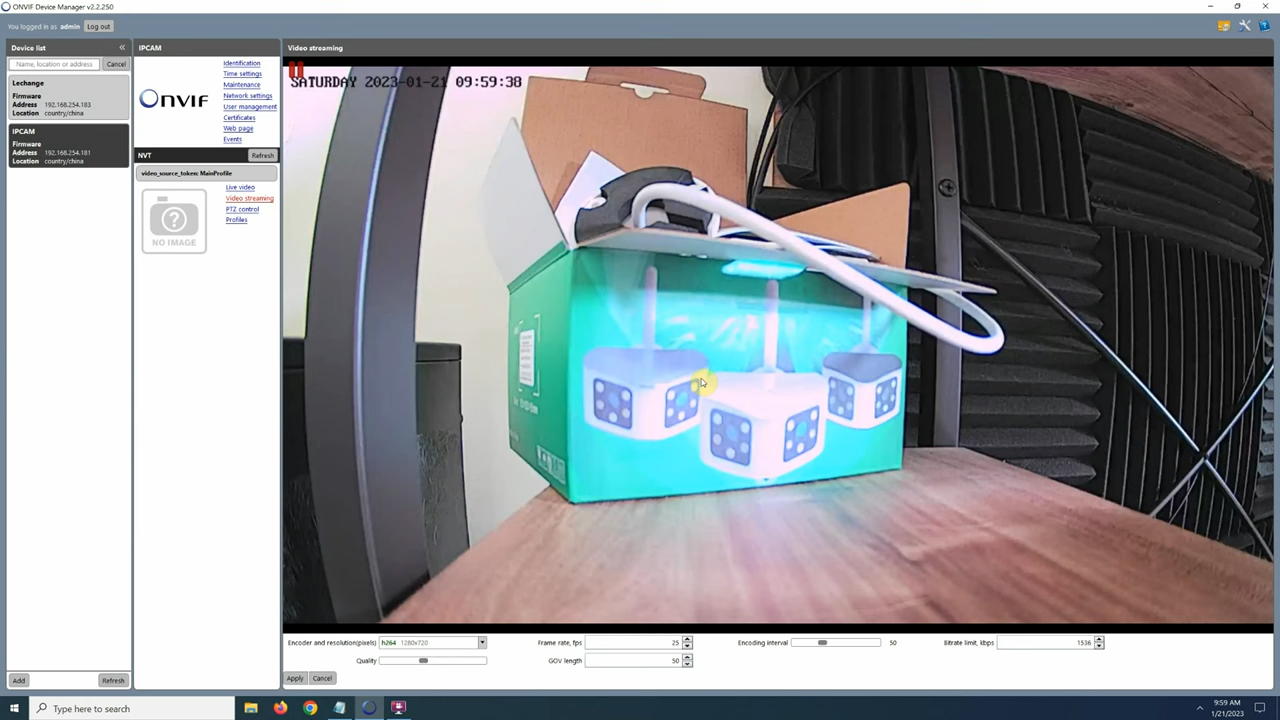 ONVIF Device Manager v2.2.250
You logged in as admin Log out
Device list «
Name, location or address Cancel
Lechange
Firmware
Address 192.168.254.183
Location country/china
IPCAM
Firmware
Address 192.168.254.181
Location country/china
Add Refresh
IPCAM
ONVIF
Identification
Time settings
Maintenance
Network settings
User management
Certificates
Web page
Events
NVT Refresh
video_source_token: MainProfile
NO IMAGE
Live video
Video streaming
PTZ control
Profiles
Video streaming
SATURDAY 2023-01-21 09:59:38
Encoder and resolution(pixels) h264 1280x720 Frame rate, fps 25 Encoding interval 50 Bitrate limit, kbps 1536
Quality GOV length 50
Apply Cancel
Type here to search
9:59 AM
1/21/2023